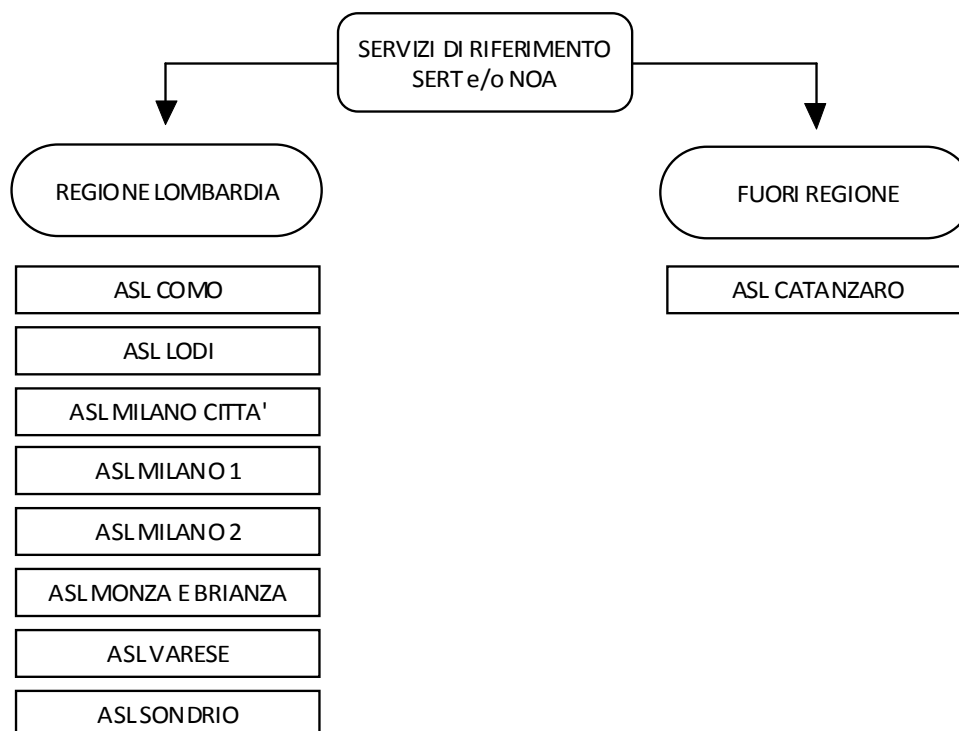 SERVIZI DI RIFERIMENTO
SERT e/o NOA
REGIONE LOMBARDIA
FUORI REGIONE
ASL COMO
ASL CATANZARO
ASL LODI
ASL MILANO CITTA'
ASL MILANO 1
ASL MILANO 2
ASL MONZA E BRIANZA
ASL VARESE
ASL SONDRIO